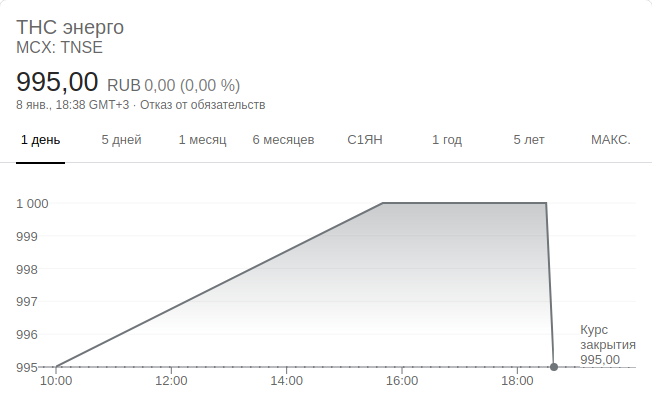 ТНС энерго
MCX: TNSE
995,00 RUB 0,00 (0,00 %)
8 янв., 18:38 GMT+3 · Отказ от обязательств
1 день 5 дней 1 месяц 6 месяцев С1ЯН 1 год 5 лет МАКС.
1 000
999
998
997
996
995
Курс
закрытия
995,00
10:00 12:00 14:00 16:00 18:00